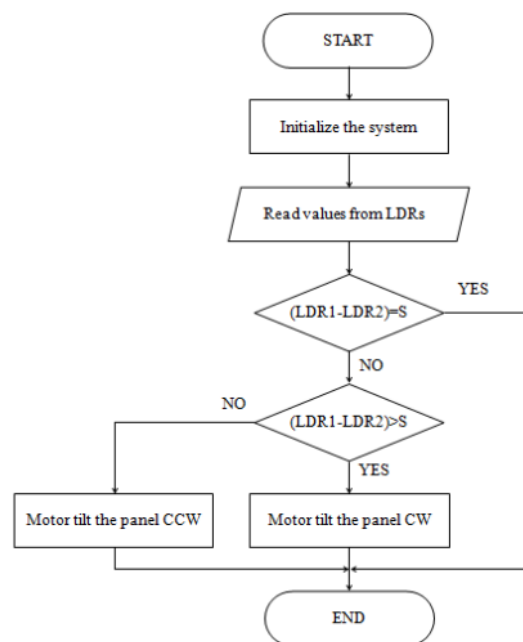 START
Initialize the system
Read values from LDRs
YES
(LDR1-LDR2)=S
NO
NO
(LDR1-LDR2)>S
YES
Motor tilt the panel CCW
Motor tilt the panel CW
END